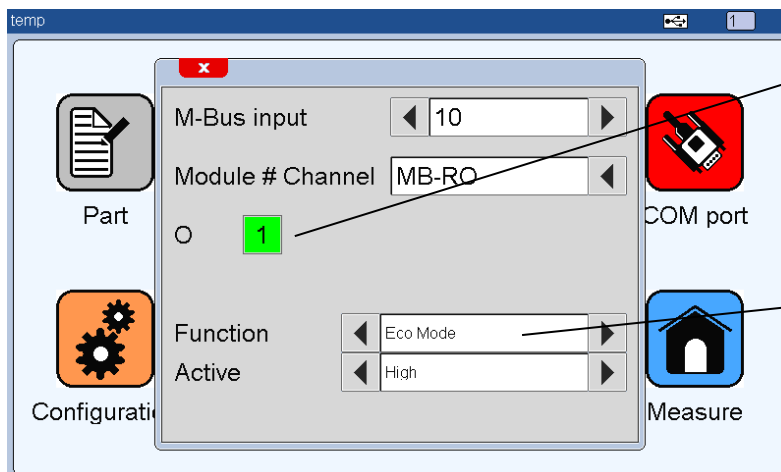 temp 1
x
M-Bus input 10
Module # Channel MB-RO
Part COM port
O 1
Function Eco Mode
Active High
Configurati Measure